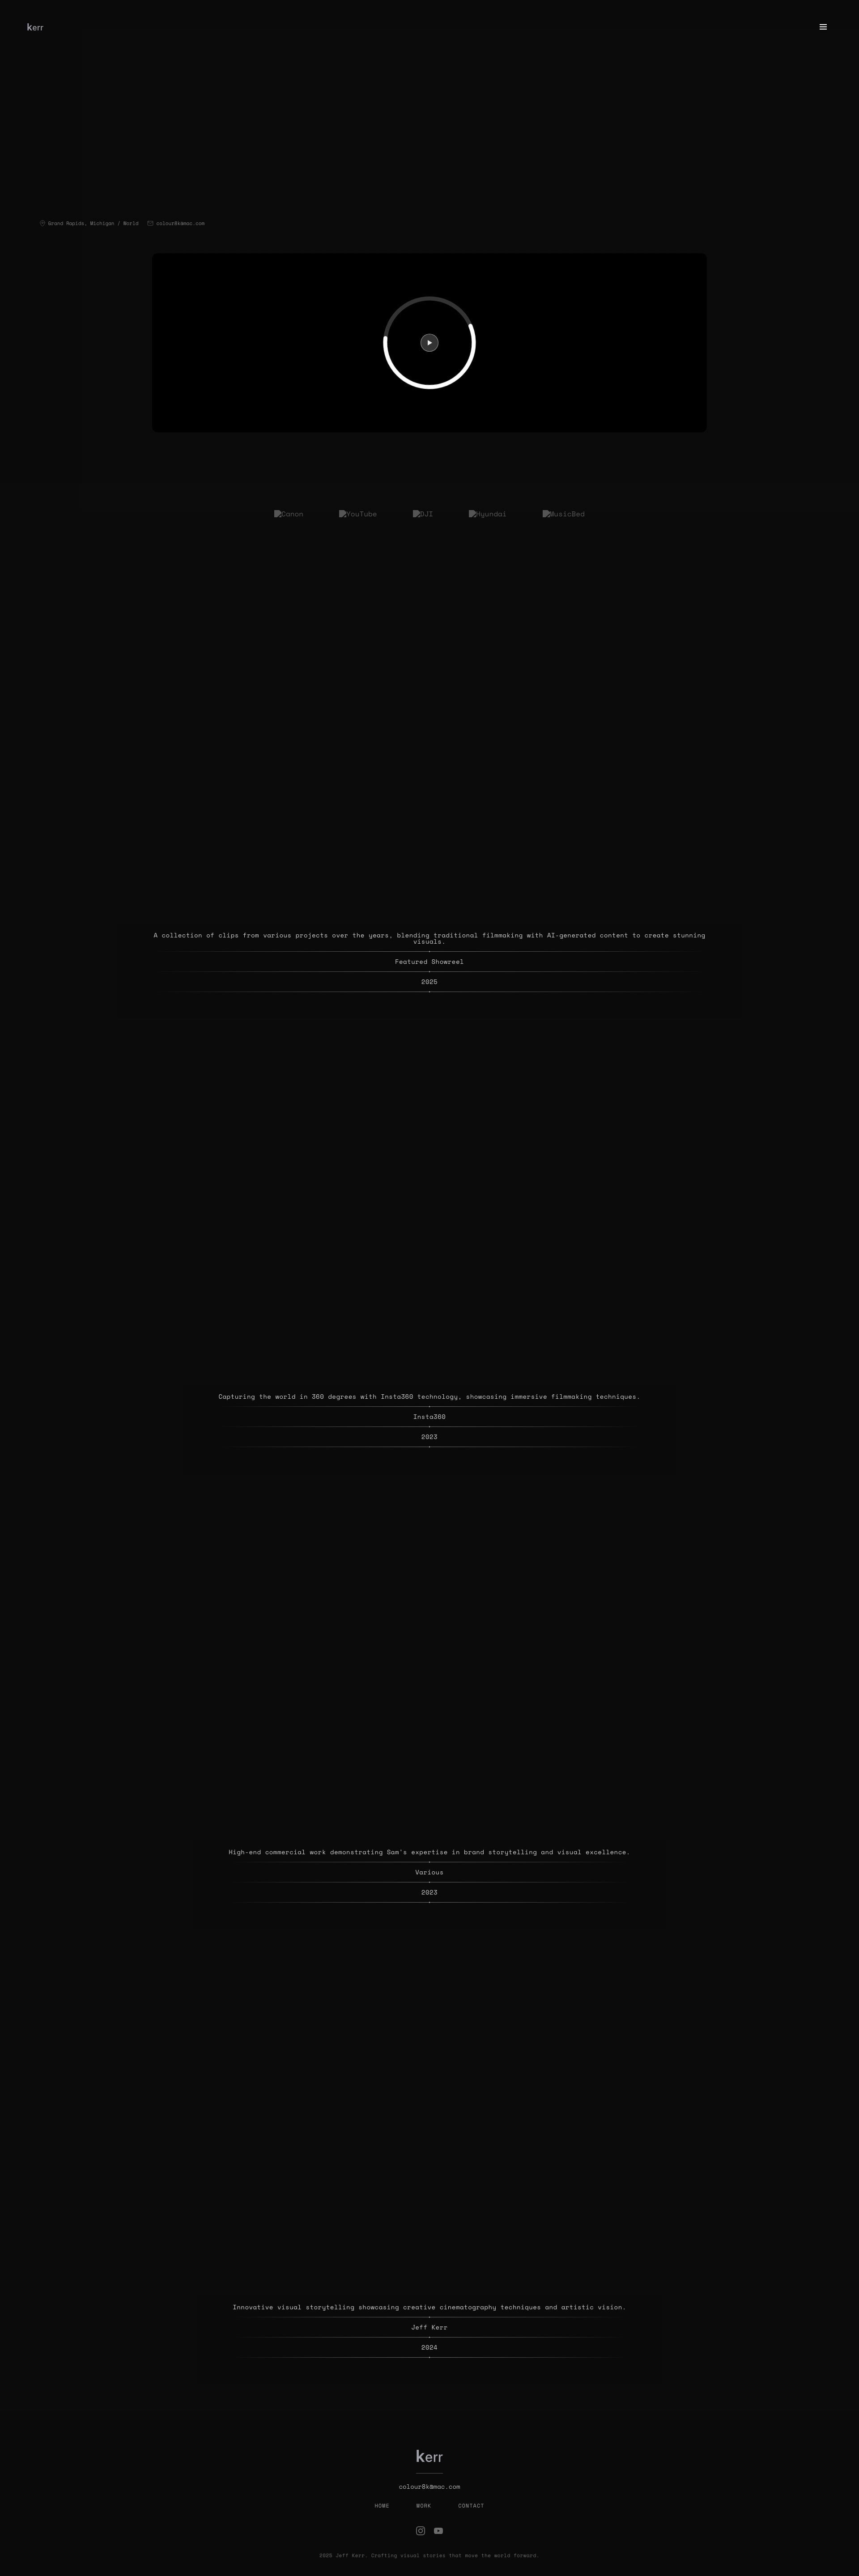 kerr
Grand Rapids, Michigan / World
colour8k@mac.com
Canon
YouTube
DJI
Hyundai
MusicBed
A collection of clips from various projects over the years, blending traditional filmmaking with AI-generated content to create stunning
visuals.
Featured Showreel
2025
Capturing the world in 360 degrees with Insta360 technology, showcasing immersive filmmaking techniques.
Insta360
2023
High-end commercial work demonstrating Sam's expertise in brand storytelling and visual excellence.
Various
2023
Innovative visual storytelling showcasing creative cinematography techniques and artistic vision.
Jeff Kerr
2024
kerr
colour8k@mac.com
HOME WORK CONTACT
2025 Jeff Kerr. Crafting visual stories that move the world forward.